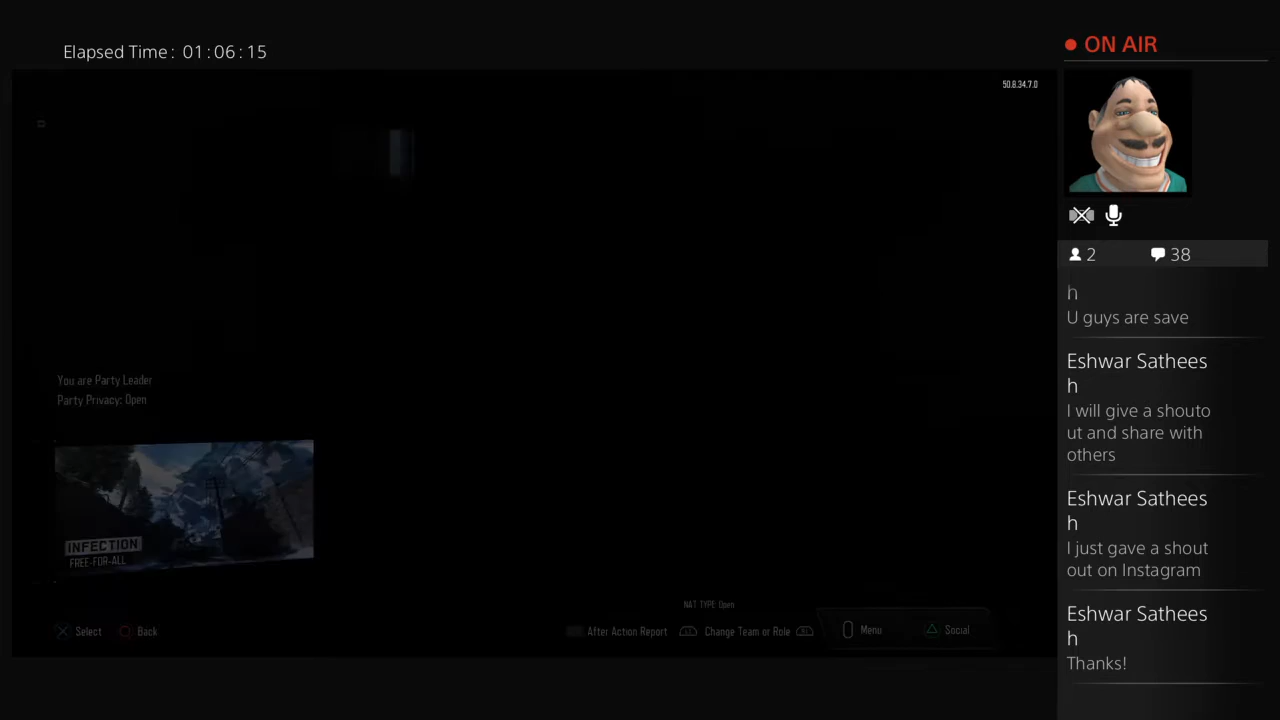 Elapsed Time: 01:06:15
ON AIR
50.8.34.7.0
2 38
h
U guys are save
Eshwar Sathees
h
I will give a shouto
ut and share with
others
Eshwar Sathees
h
I just gave a shout
out on Instagram
Eshwar Sathees
h
Thanks!
You are Party Leader
Party Privacy: Open
INFECTION
FREE-FOR-ALL
NAT TYPE: Open
Select Back After Action Report Change Team or Role Menu Social